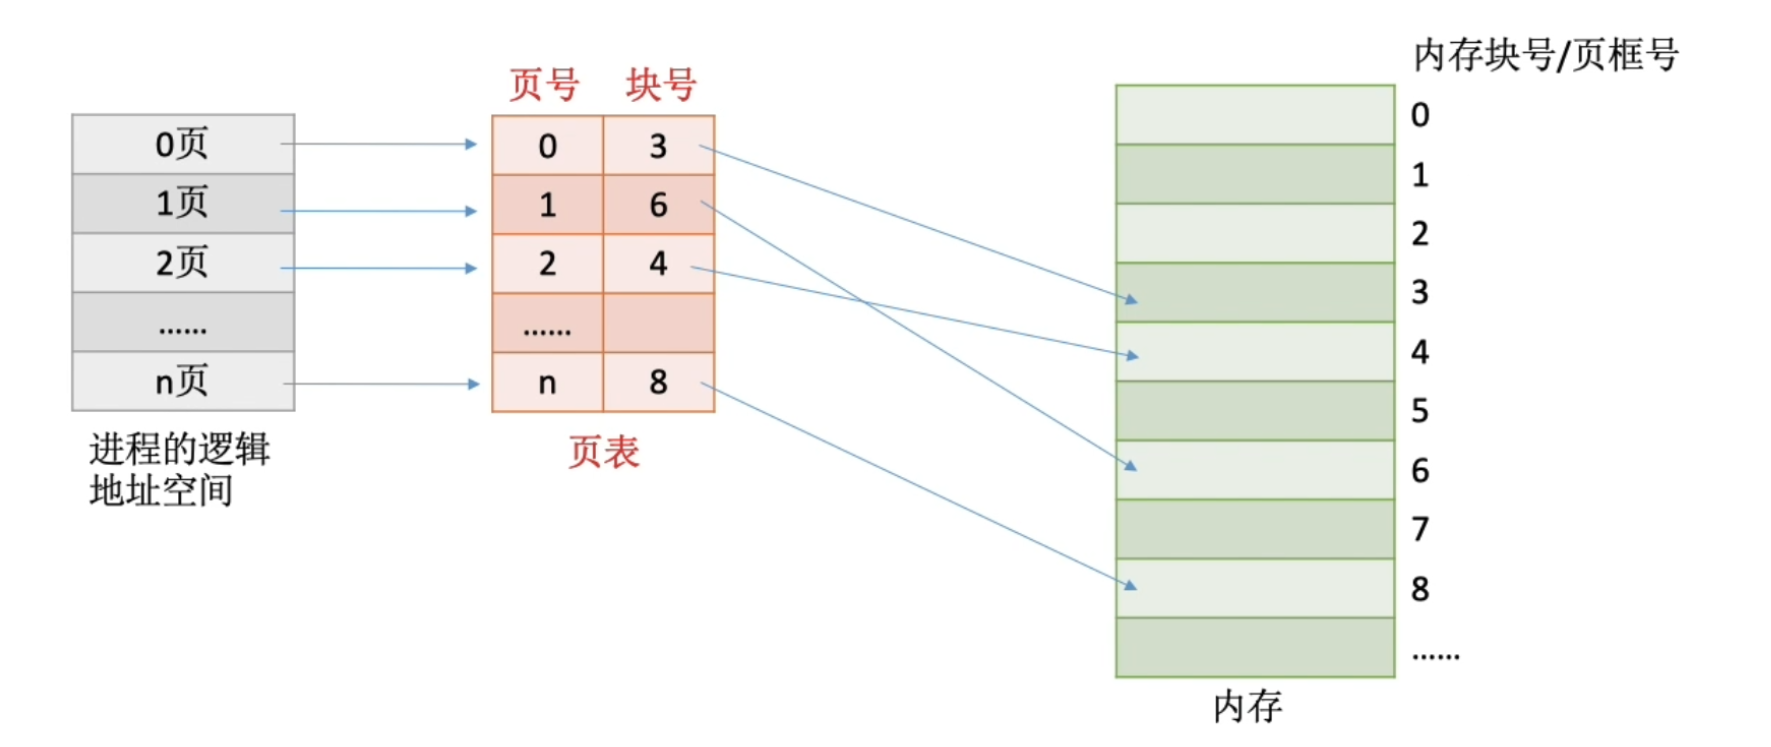 0页
1页
2页
......
n页
进程的逻辑
地址空间
页号 块号
0 3
1 6
2 4
......
n 8
页表
内存块号/页框号
0
1
2
3
4
5
6
7
8
......
内存